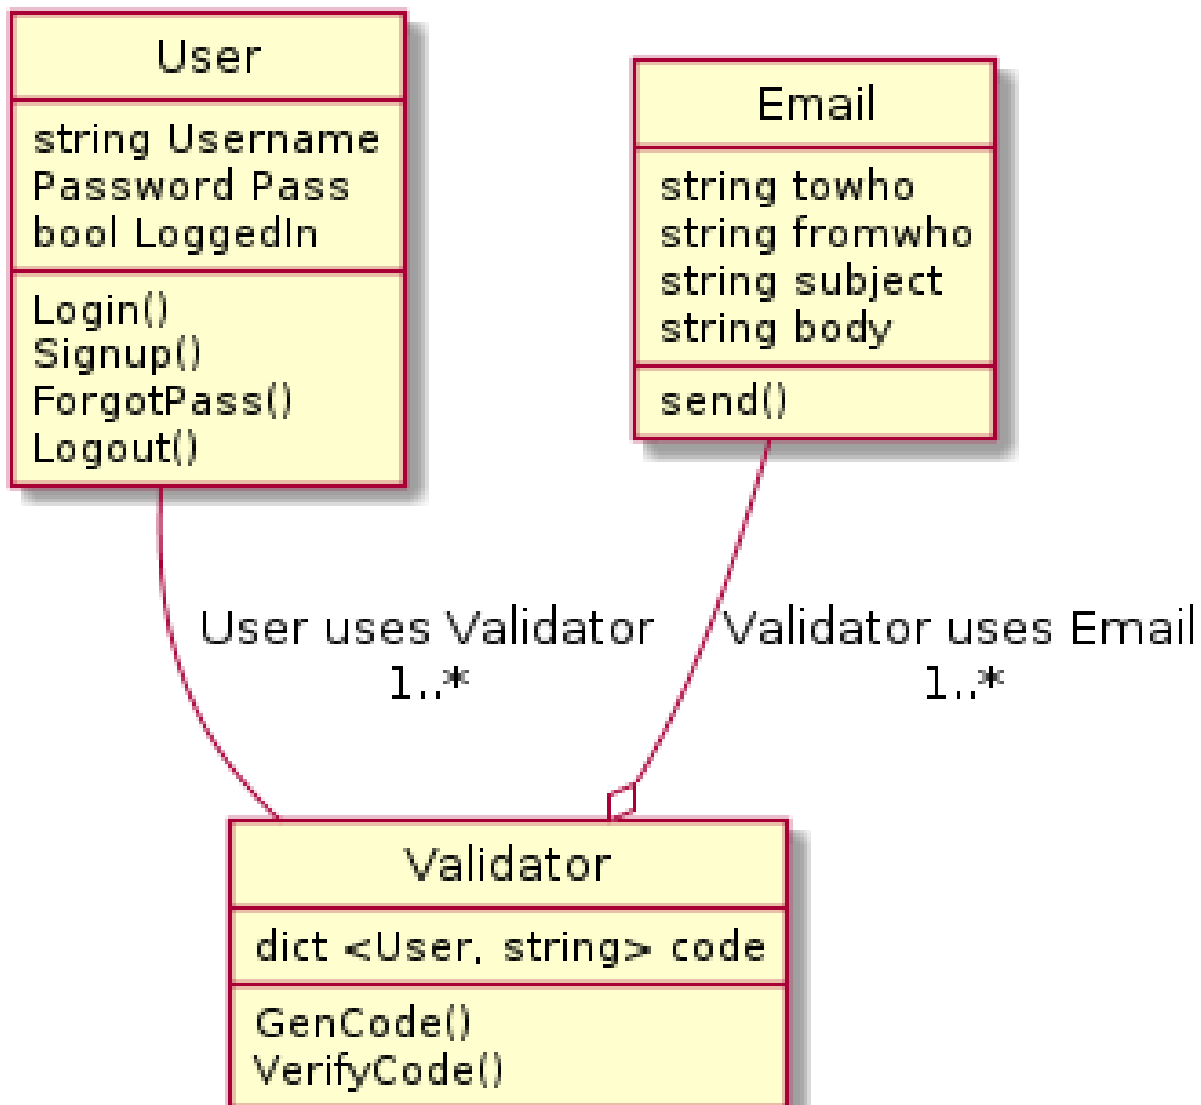 User
string Username
Password Pass
bool LoggedIn
Login()
Signup()
ForgotPass()
Logout()
Email
string towho
string fromwho
string subject
string body
send()
User uses Validator
1..*
Validator uses Email
1..*
Validator
dict <User, string> code
GenCode()
VerifyCode()